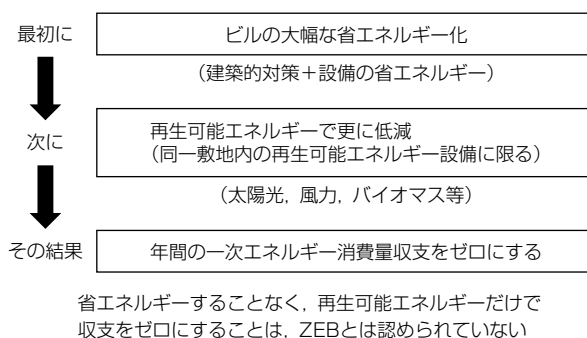 最初に
ビルの大幅な省エネルギー化
（建築的対策＋設備の省エネルギー）
次に
再生可能エネルギーで更に低減
（同一敷地内の再生可能エネルギー設備に限る）
（太陽光，風力，バイオマス等）
その結果
年間の一次エネルギー消費量収支をゼロにする
省エネルギーすることなく，再生可能エネルギーだけで
収支をゼロにすることは，ZEBとは認められていない